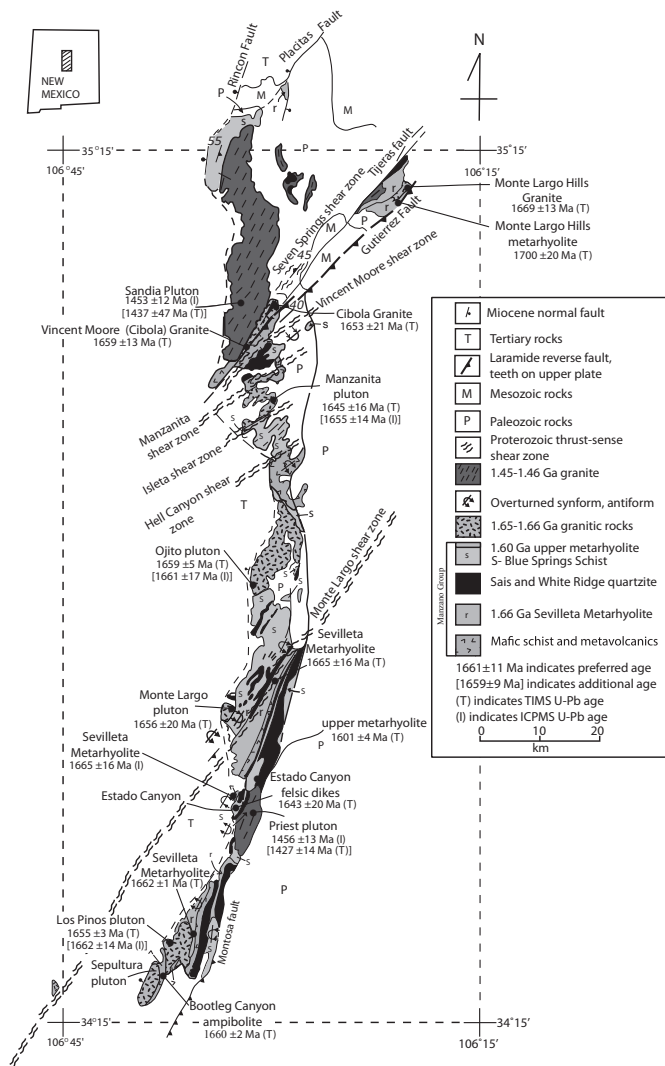 NEW
MEXICO
Rincon Fault
Placitas Fault
N
T
P
M
r
s
M
55
P
35°15'
106°45'
35°15'
106°15'
Tijeras fault
Seven Springs shear zone
r
r
P
M
Gutierrez Fault
M
45
Monte Largo Hills
Granite
1669 ±13 Ma (T)
Monte Largo Hills
metarhyolite
1700 ±20 Ma (T)
Vincent Moore shear zone
Sandia Pluton
1453 ±12 Ma (I)
[1437 ±47 Ma (T)]
40
Cibola Granite
1653 ±21 Ma (T)
s
Vincent Moore (Cibola) Granite
1659 ±13 Ma (T)
s
s
P
Manzanita
pluton
1645 ±16 Ma (T)
[1655 ±14 Ma (I)]
Manzanita
shear zone
s
s
Isleta shear zone
P
Hell Canyon shear
zone
T
s
Monte Largo shear zone
Ojito pluton
1659 ±5 Ma (T)
[1661 ±17 Ma (I)]
s
s
P
s
s
Sevilleta
Metarhyolite
1665 ±16 Ma (T)
s
s
Monte Largo
pluton
1656 ±20 Ma (T)
s
r
r
upper metarhyolite
1601 ±4 Ma (T)
P
Sevilleta
Metarhyolite
1665 ±16 Ma (I)
Estado Canyon
felsic dikes
1643 ±20 Ma (T)
Estado Canyon
s
T
Priest pluton
1456 ±13 Ma (I)
[1427 ±14 Ma (T)]
s
r
s
Sevilleta
Metarhyolite
1662 ±1 Ma (T)
P
r
Los Pinos pluton
1655 ±3 Ma (T)
[1662 ±14 Ma (I)]
Montosa fault
Sepultura
pluton
Bootleg Canyon
ampibolite
1660 ±2 Ma (T)
34°15'
106°45'
34°15'
106°15'
Miocene normal fault
T
Tertiary rocks
Laramide reverse fault,
teeth on upper plate
M
Mesozoic rocks
P
Paleozoic rocks
Proterozoic thrust-sense
shear zone
1.45-1.46 Ga granite
Overturned synform, antiform
1.65-1.66 Ga granitic rocks
s
1.60 Ga upper metarhyolite
S- Blue Springs Schist
Manzano Group
Sais and White Ridge quartzite
r
1.66 Ga Sevilleta Metarhyolite
Mafic schist and metavolcanics
1661±11 Ma indicates preferred age
[1659±9 Ma] indicates additional age
(T) indicates TIMS U-Pb age
(I) indicates ICPMS U-Pb age
0 10 20
km